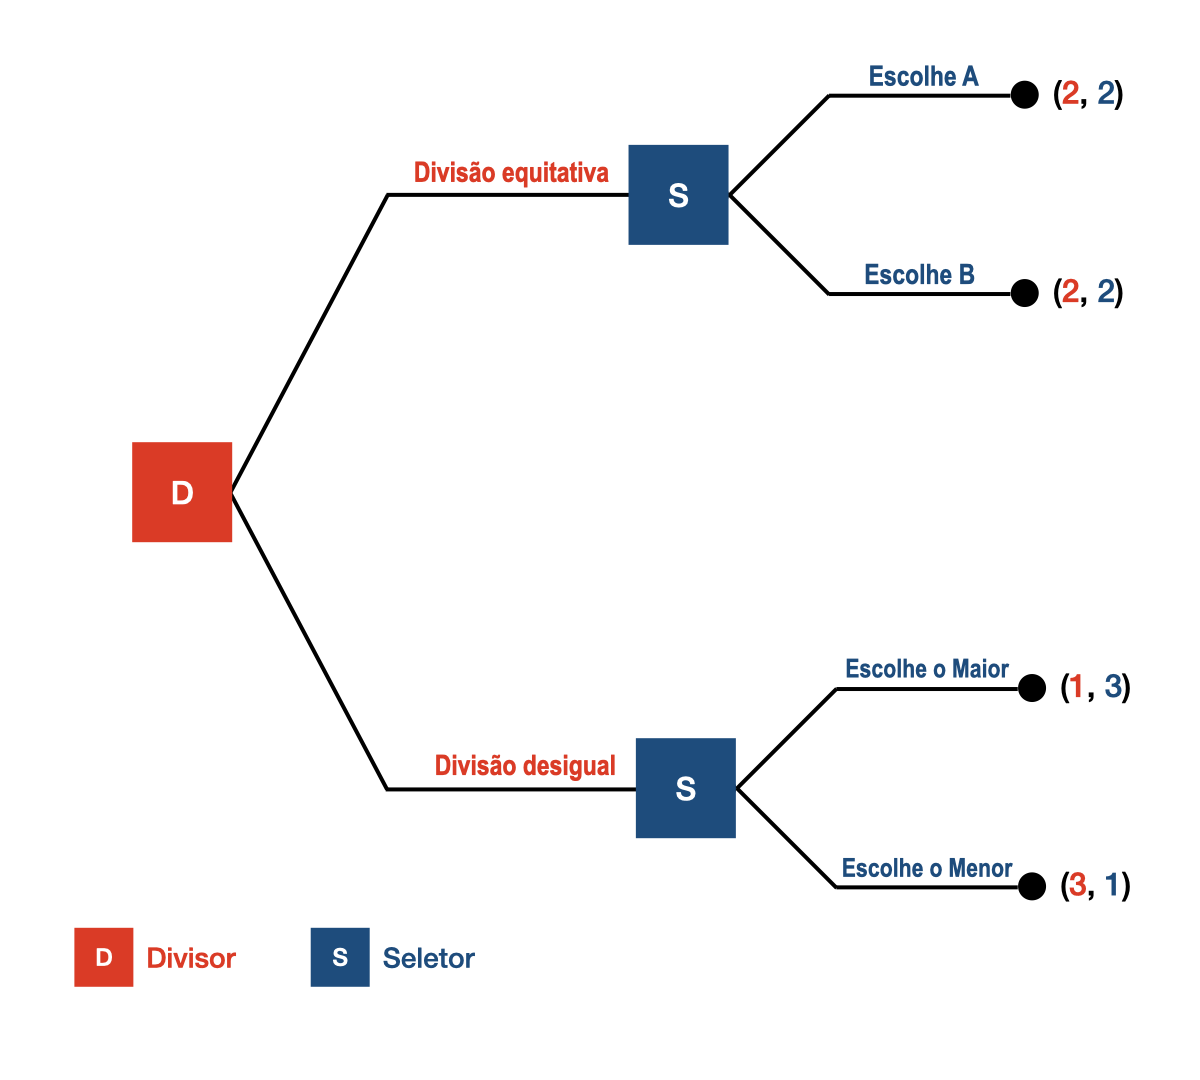 Escolhe A
(2, 2)
Divisão equitativa
S
Escolhe B
(2, 2)
D
Escolhe o Maior
(1, 3)
Divisão desigual
S
Escolhe o Menor
(3, 1)
D Divisor S Seletor